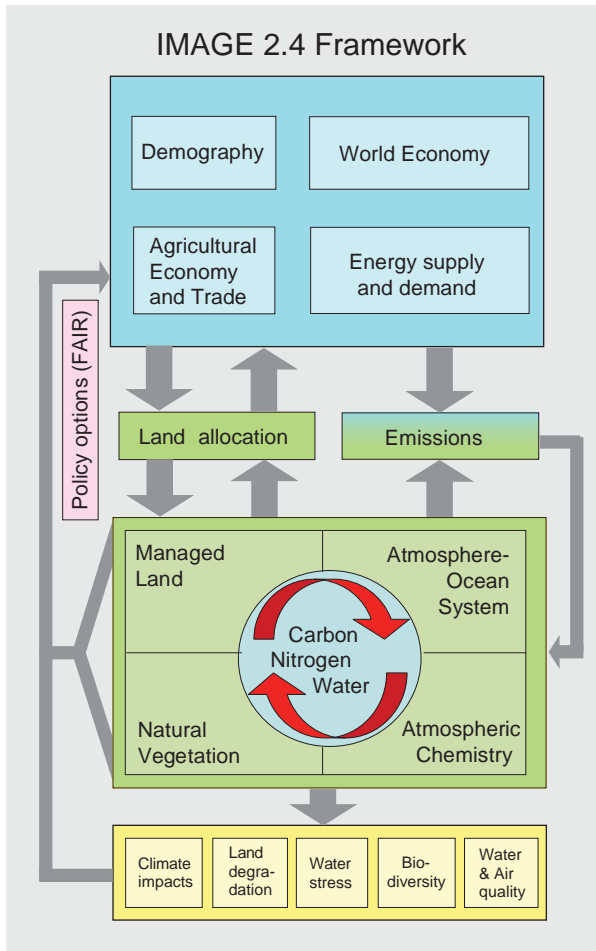 IMAGE 2.4 Framework
Demography
World Economy
Agricultural
Economy
and Trade
Energy supply
and demand
Policy options (FAIR)
Land allocation
Emissions
Managed
Land
Atmosphere-
Ocean
System
Carbon
Nitrogen
Water
Natural
Vegetation
Atmospheric
Chemistry
Climate
impacts
Land
degra-
dation
Water
stress
Bio-
diversity
Water
& Air
quality